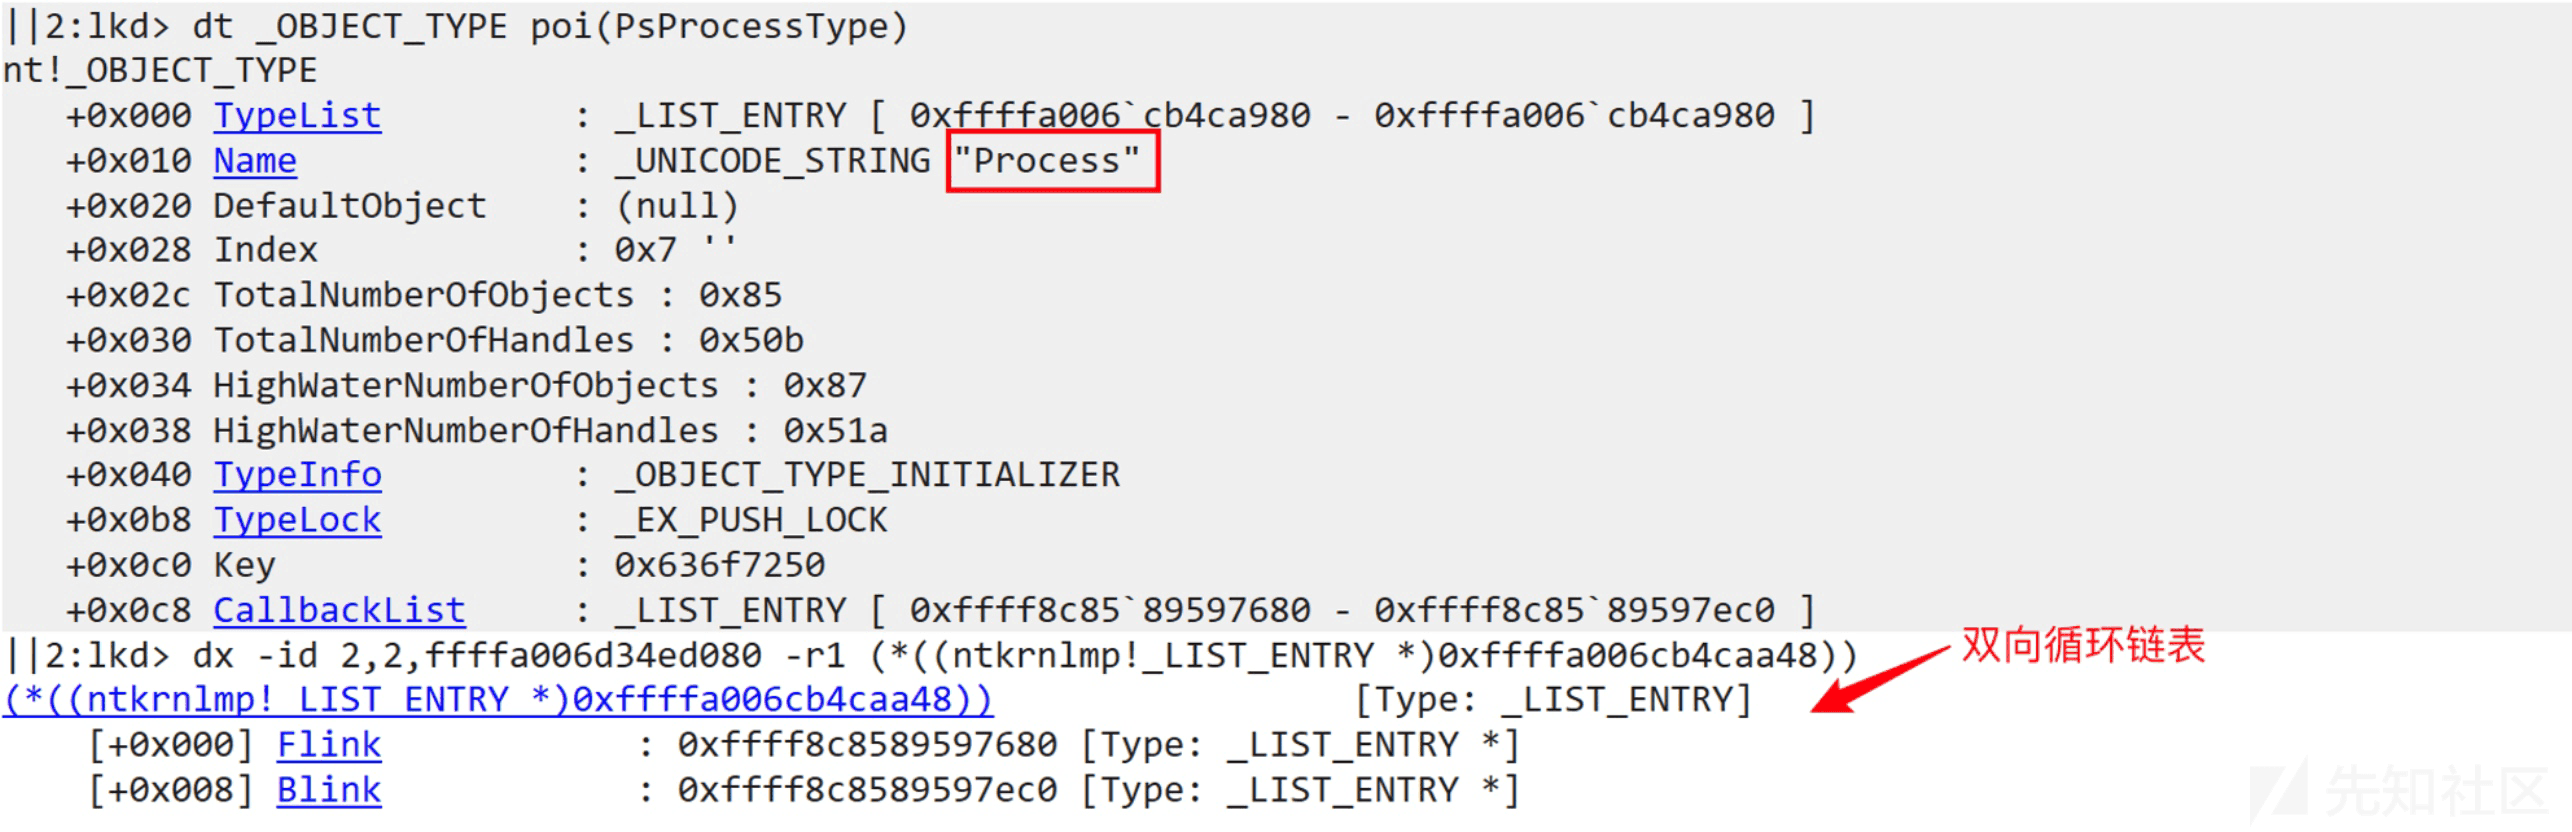 ||2:lkd> dt _OBJECT_TYPE poi(PsProcessType)
nt!_OBJECT_TYPE
   +0x000 TypeList         : _LIST_ENTRY [ 0xffffa006`cb4ca980 - 0xffffa006`cb4ca980 ]
   +0x010 Name             : _UNICODE_STRING "Process"
   +0x020 DefaultObject    : (null)
   +0x028 Index            : 0x7 ''
   +0x02c TotalNumberOfObjects : 0x85
   +0x030 TotalNumberOfHandles : 0x50b
   +0x034 HighWaterNumberOfObjects : 0x87
   +0x038 HighWaterNumberOfHandles : 0x51a
   +0x040 TypeInfo         : _OBJECT_TYPE_INITIALIZER
   +0x0b8 TypeLock         : _EX_PUSH_LOCK
   +0x0c0 Key              : 0x636f7250
   +0x0c8 CallbackList     : _LIST_ENTRY [ 0xffff8c85`89597680 - 0xffff8c85`89597ec0 ]
||2:lkd> dx -id 2,2,ffffa006d34ed080 -r1 (*((ntkrnlmp!_LIST_ENTRY *)0xffffa006cb4caa48))
双向循环链表
(*((ntkrnlmp!_LIST_ENTRY *)0xffffa006cb4caa48))                 [Type: _LIST_ENTRY]
    [+0x000] Flink            : 0xffff8c8589597680 [Type: _LIST_ENTRY *]
    [+0x008] Blink            : 0xffff8c8589597ec0 [Type: _LIST_ENTRY *]
先知社区